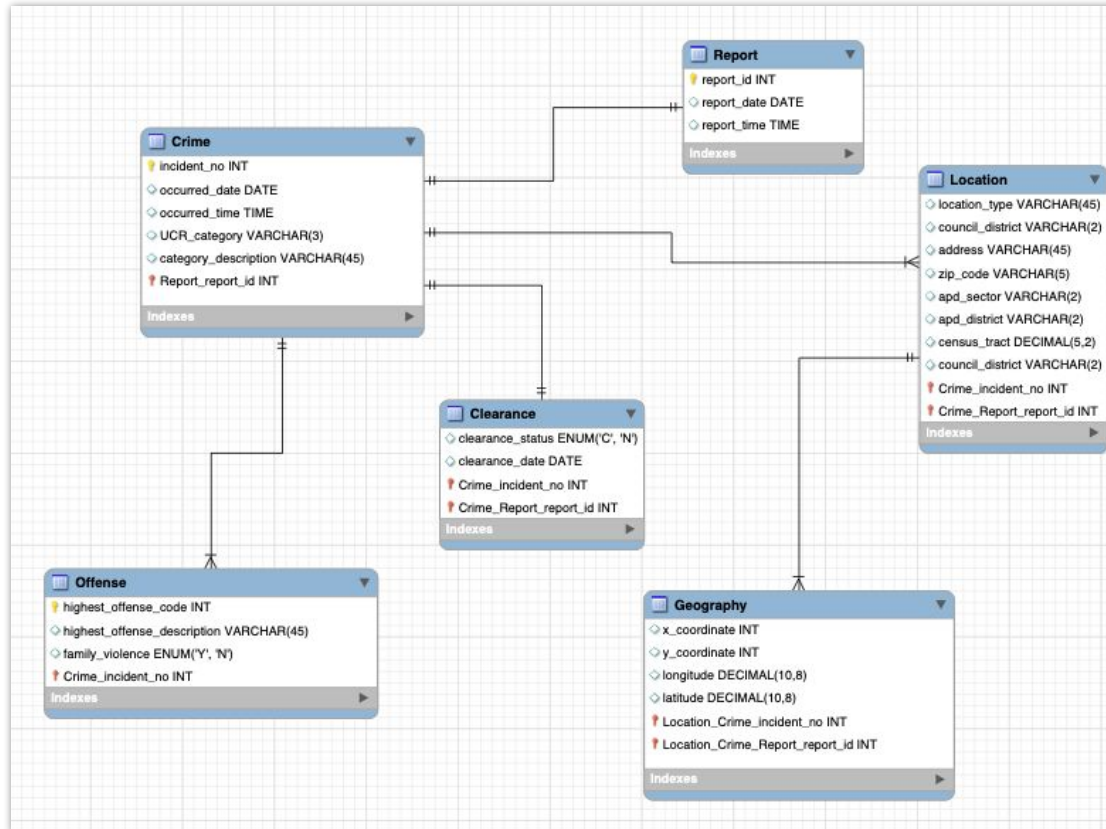 Report
report_id INT
report_date DATE
report_time TIME
Indexes
Crime
incident_no INT
occurred_date DATE
occurred_time TIME
UCR_category VARCHAR(3)
category_description VARCHAR(45)
Report_report_id INT
Indexes
Location
location_type VARCHAR(45)
council_district VARCHAR(2)
address VARCHAR(45)
zip_code VARCHAR(5)
apd_sector VARCHAR(2)
apd_district VARCHAR(2)
census_tract DECIMAL(5,2)
council_district VARCHAR(2)
Crime_incident_no INT
Crime_Report_report_id INT
Indexes
Clearance
clearance_status ENUM('C', 'N')
clearance_date DATE
Crime_incident_no INT
Crime_Report_report_id INT
Indexes
Offense
highest_offense_code INT
highest_offense_description VARCHAR(45)
family_violence ENUM('Y', 'N')
Crime_incident_no INT
Indexes
Geography
x_coordinate INT
y_coordinate INT
longitude DECIMAL(10,8)
latitude DECIMAL(10,8)
Location_Crime_incident_no INT
Location_Crime_Report_report_id INT
Indexes